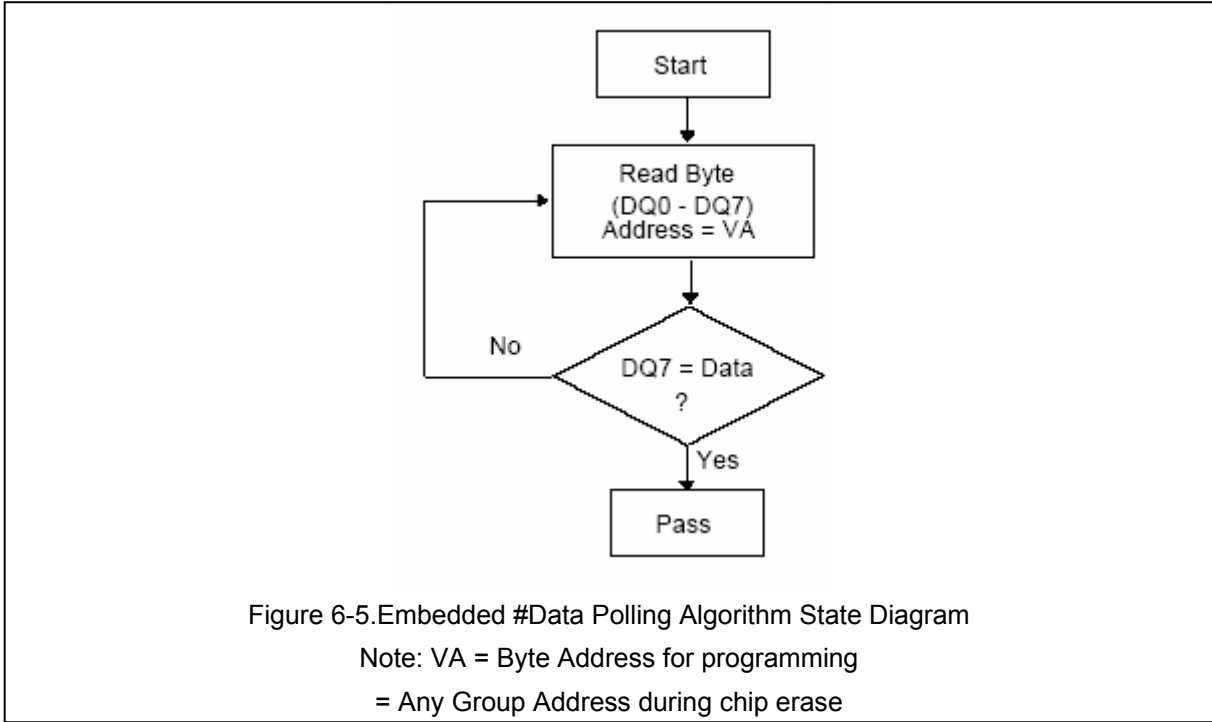 Start
Read Byte
(DQ0 - DQ7)
Address = VA
No
DQ7 = Data
?
Yes
Pass
Figure 6-5.Embedded #Data Polling Algorithm State Diagram
Note: VA = Byte Address for programming
= Any Group Address during chip erase